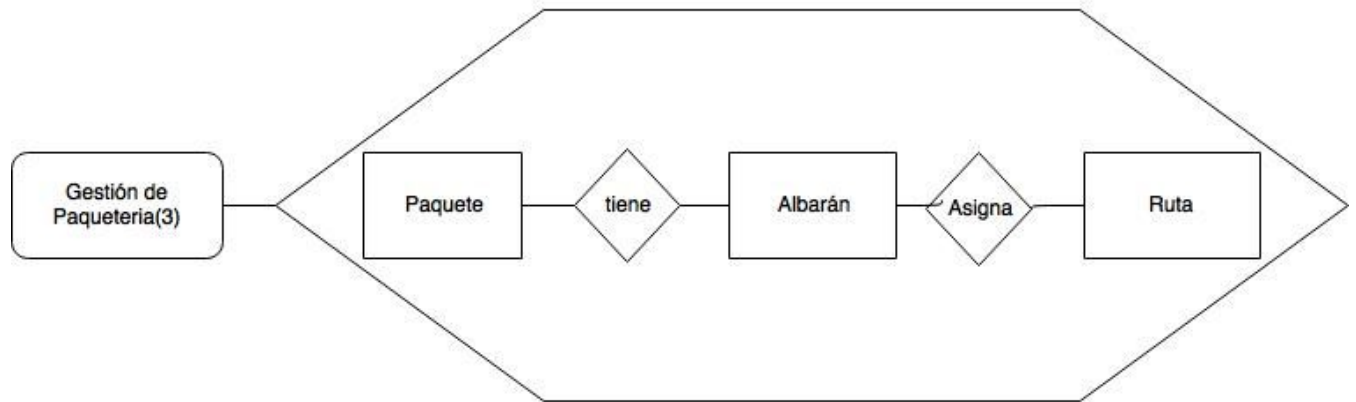 Gestión de
Paqueteria(3)
Paquete
tiene
Albarán
Asigna
Ruta